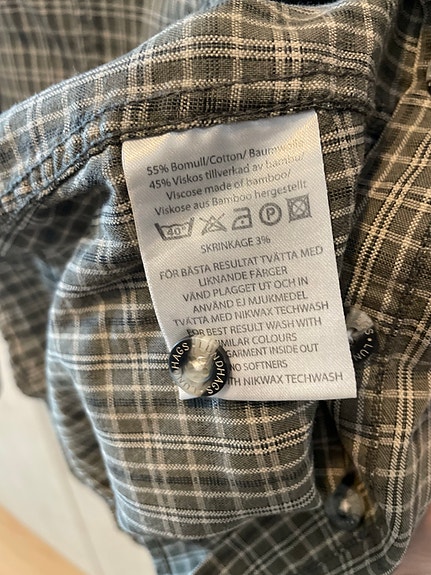 55% Bomull/Cotton/ Baumwolle
45% Viskos tillverkad av bambu/
Viscose made of bamboo/
Viskose aus Bamboo hergestellt
40° P
SKRINKAGE 3%
FÖR BÄSTA RESULTAT TVÄTTA MED
LIKNANDE FÄRGER
VÄND PLAGGET UT OCH IN
ANVÄND EJ MJUKMEDEL
TVÄTTA MED NIKWAX TECHWASH
FOR BEST RESULT WASH WITH
SIMILAR COLOURS
GARMENT INSIDE OUT
NO SOFTNERS
WITH NIKWAX TECHWASH
LUNDHAGS